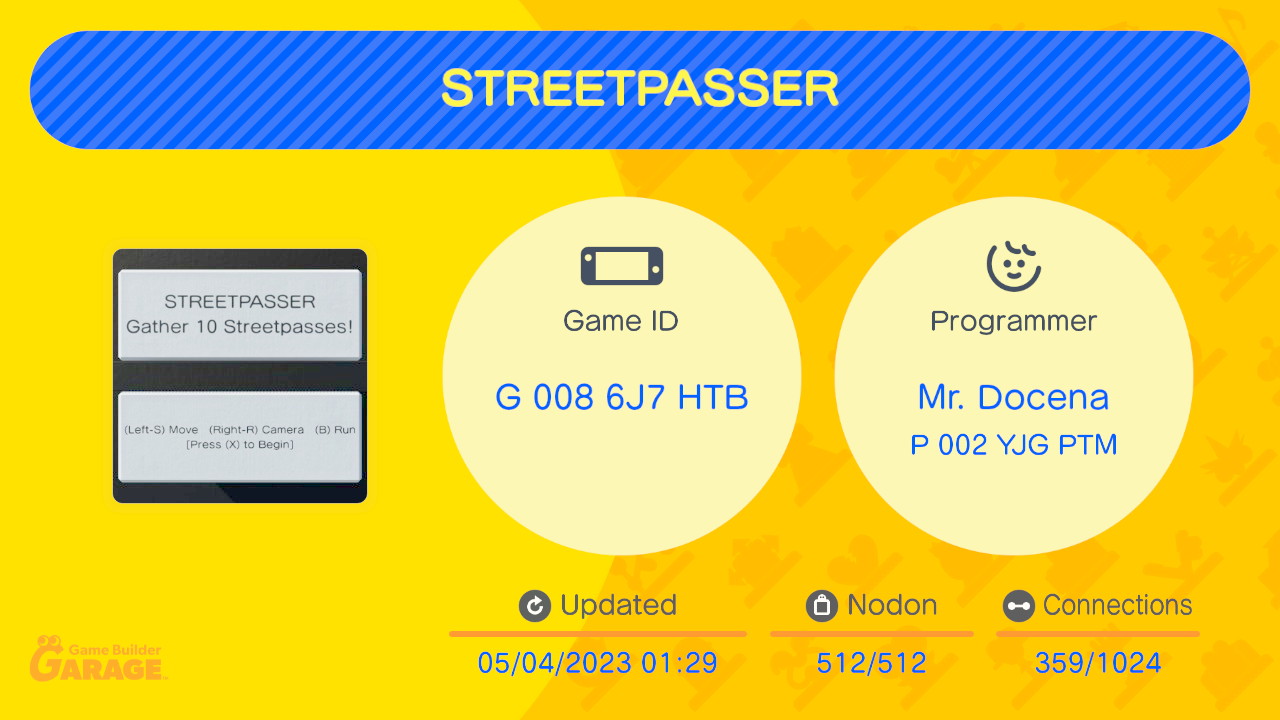 STREETPASSER
STREETPASSER
Gather 10 Streetpasses!
(Left-S) Move (Right-R) Camera (B) Run
[Press (X) to Begin]
Game ID
G 008 6J7 HTB
Programmer
Mr. Docena
P 002 YJG PTM
Updated
05/04/2023 01:29
Nodon
512/512
Connections
359/1024
Game Builder
GARAGE™